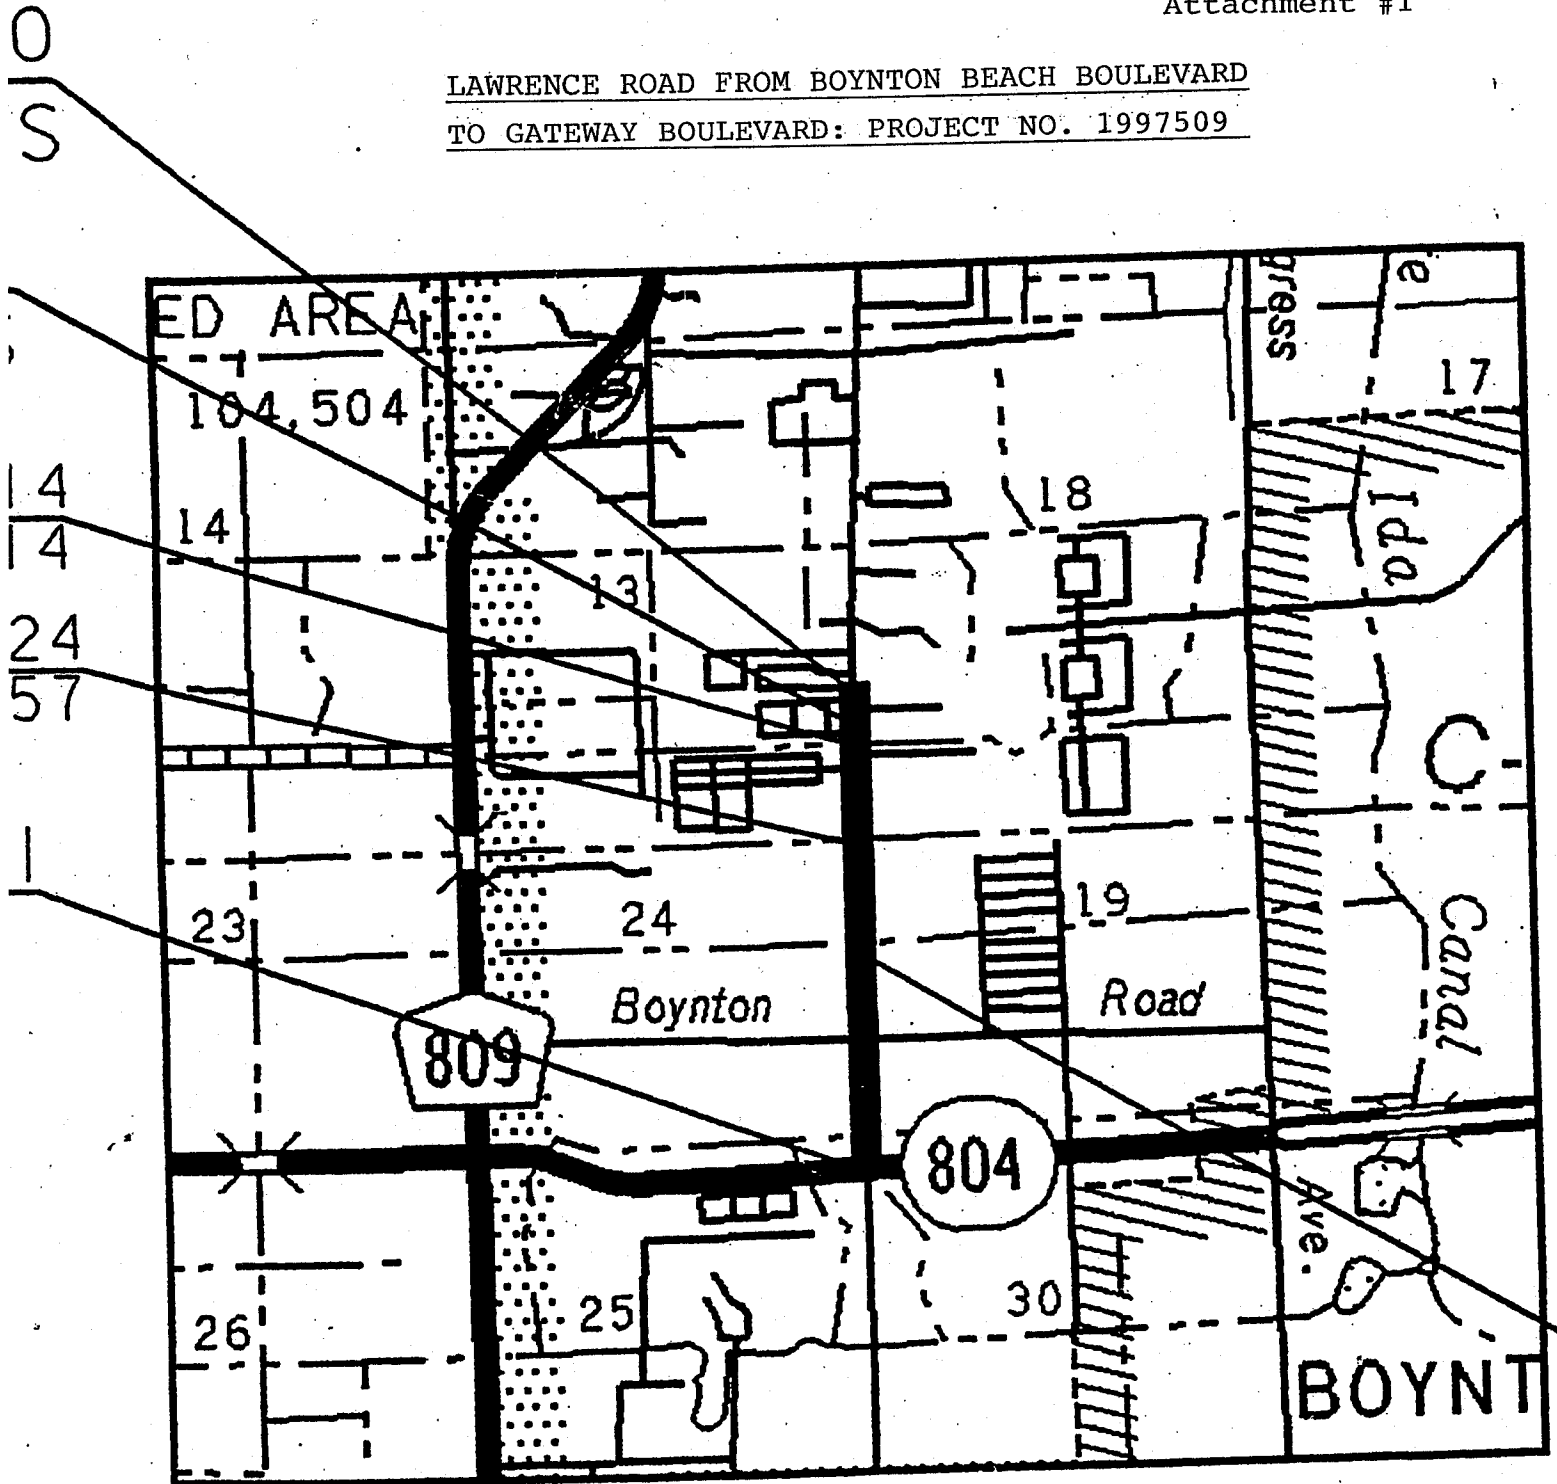 Attachment #1
O
S
LAWRENCE ROAD FROM BOYNTON BEACH BOULEVARD
TO GATEWAY BOULEVARD: PROJECT NO. 1997509
ED AREA
gress
e
17
104,504
14
14
14
18
Ida
13
24
57
C-
1
23
24
19
Canal
Boynton
Road
809
804
Ave.
26
25
30
BOYNT